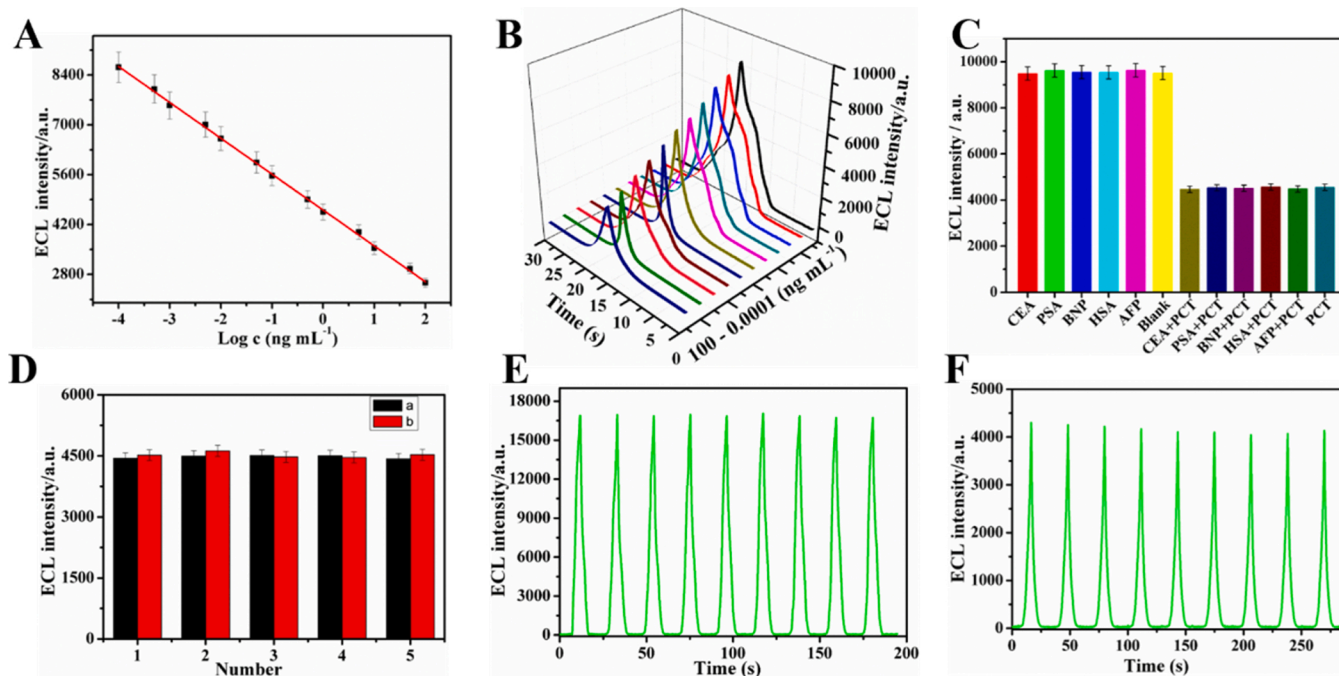 A
ECL intensity/a.u.
8400
7000
5600
4200
2800
-4 -3 -2 -1 0 1 2
Log c (ng mL-1)
B
ECL intensity/a.u.
10000
8000
6000
4000
2000
0
30 25 20 15 10 5 0
Time (s)
100 - 0.0001 (ng mL-1)
C
ECL intensity / a.u.
10000
8000
6000
4000
2000
0
CEA PSA BNP HSA AFP Blank CEA+PCT PSA+PCT BNP+PCT HSA+PCT AFP+PCT PCT
D
ECL intensity/a.u.
6000
4500
3000
1500
0
a
b
1 2 3 4 5
Number
E
ECL intensity/a.u.
18000
15000
12000
9000
6000
3000
0
0 50 100 150 200
Time (s)
F
ECL intensity/a.u.
5000
4000
3000
2000
1000
0
0 50 100 150 200 250
Time (s)